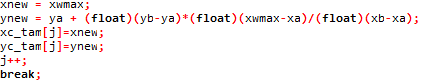 xnew = xwmax;
ynew = ya + (float)(yb-ya)*(float)(xwmax-xa)/(float)(xb-xa);
xc_tam[j]=xnew;
yc_tam[j]=ynew;
j++;
break;